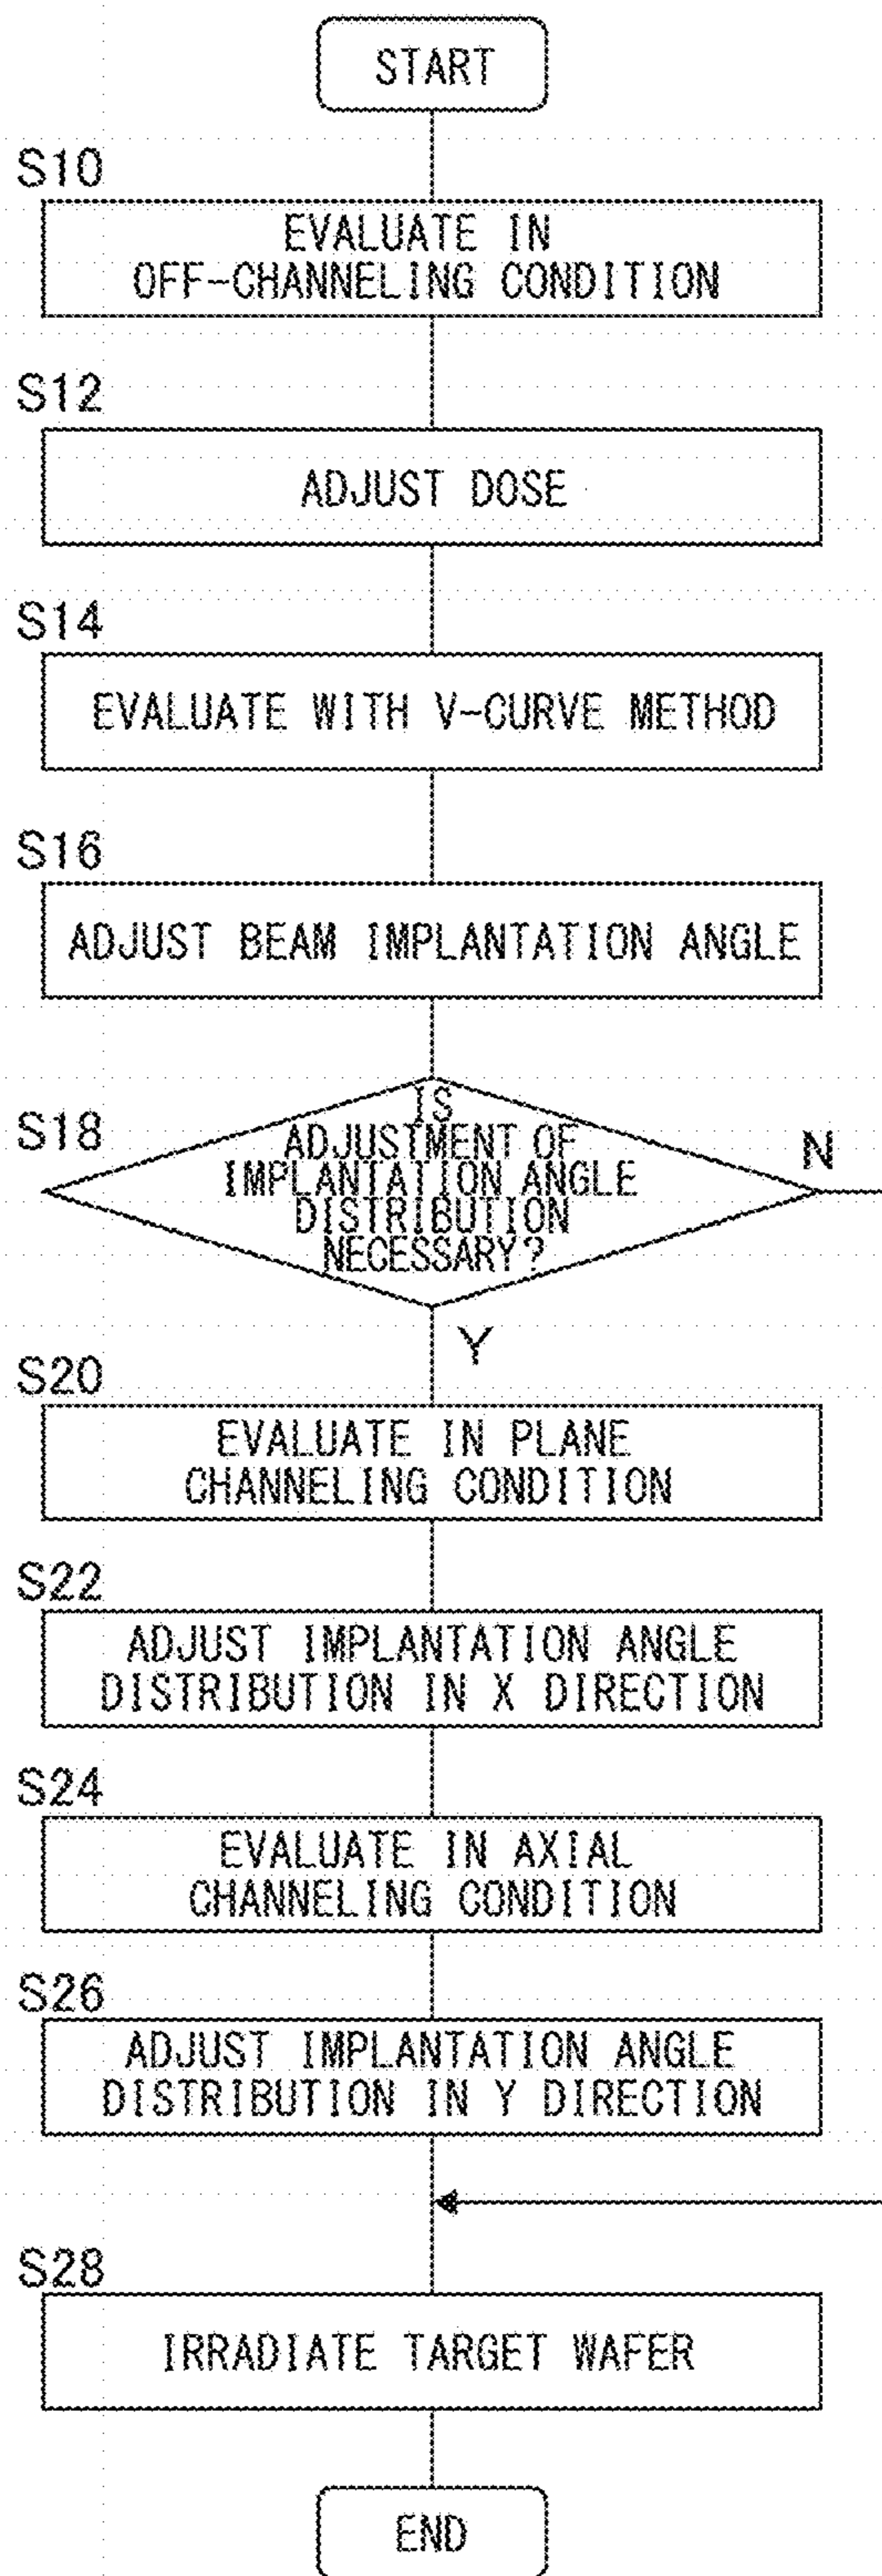 START
S10
EVALUATE IN
OFF-CHANNELING CONDITION
S12
ADJUST DOSE
S14
EVALUATE WITH V-CURVE METHOD
S16
ADJUST BEAM IMPLANTATION ANGLE
S18
IS
ADJUSTMENT OF
IMPLANTATION ANGLE
DISTRIBUTION
NECESSARY?
N
Y
S20
EVALUATE IN PLANE
CHANNELING CONDITION
S22
ADJUST IMPLANTATION ANGLE
DISTRIBUTION IN X DIRECTION
S24
EVALUATE IN AXIAL
CHANNELING CONDITION
S26
ADJUST IMPLANTATION ANGLE
DISTRIBUTION IN Y DIRECTION
S28
IRRADIATE TARGET WAFER
END